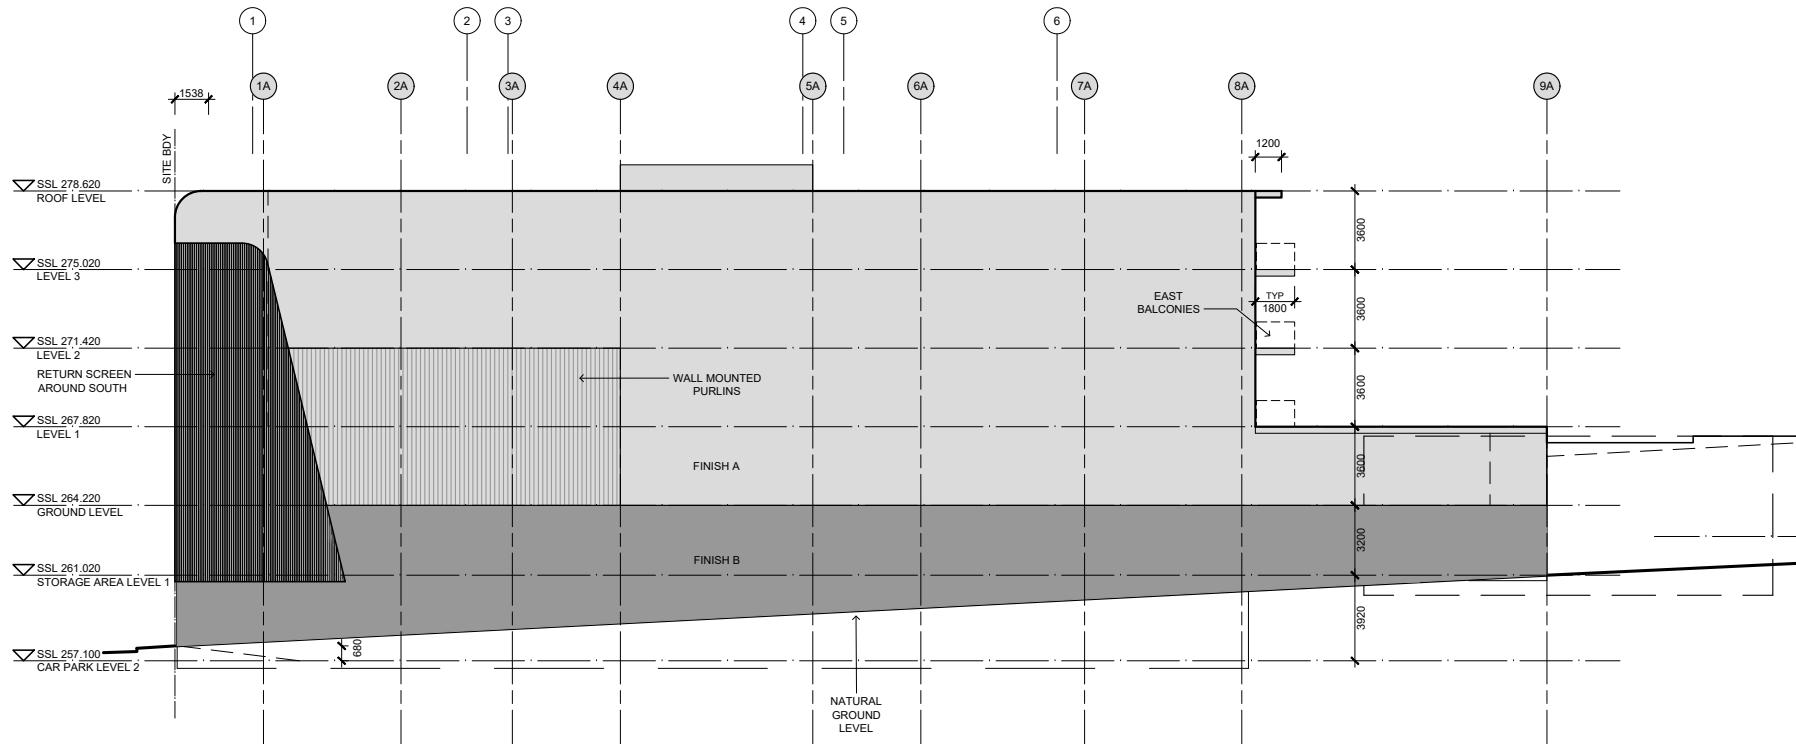 1
2
3
4
5
6
1A
2A
3A
4A
5A
6A
7A
8A
9A
1538
SITE BDY
1200
SSL 278.620
ROOF LEVEL
3600
SSL 275.020
LEVEL 3
EAST
BALCONIES
TYP
1800
3600
SSL 271.420
LEVEL 2
RETURN SCREEN
AROUND SOUTH
WALL MOUNTED
PURLINS
3600
SSL 267.820
LEVEL 1
FINISH A
3600
SSL 264.220
GROUND LEVEL
3200
FINISH B
SSL 261.020
STORAGE AREA LEVEL 1
3920
680
SSL 257.100
CAR PARK LEVEL 2
NATURAL
GROUND
LEVEL